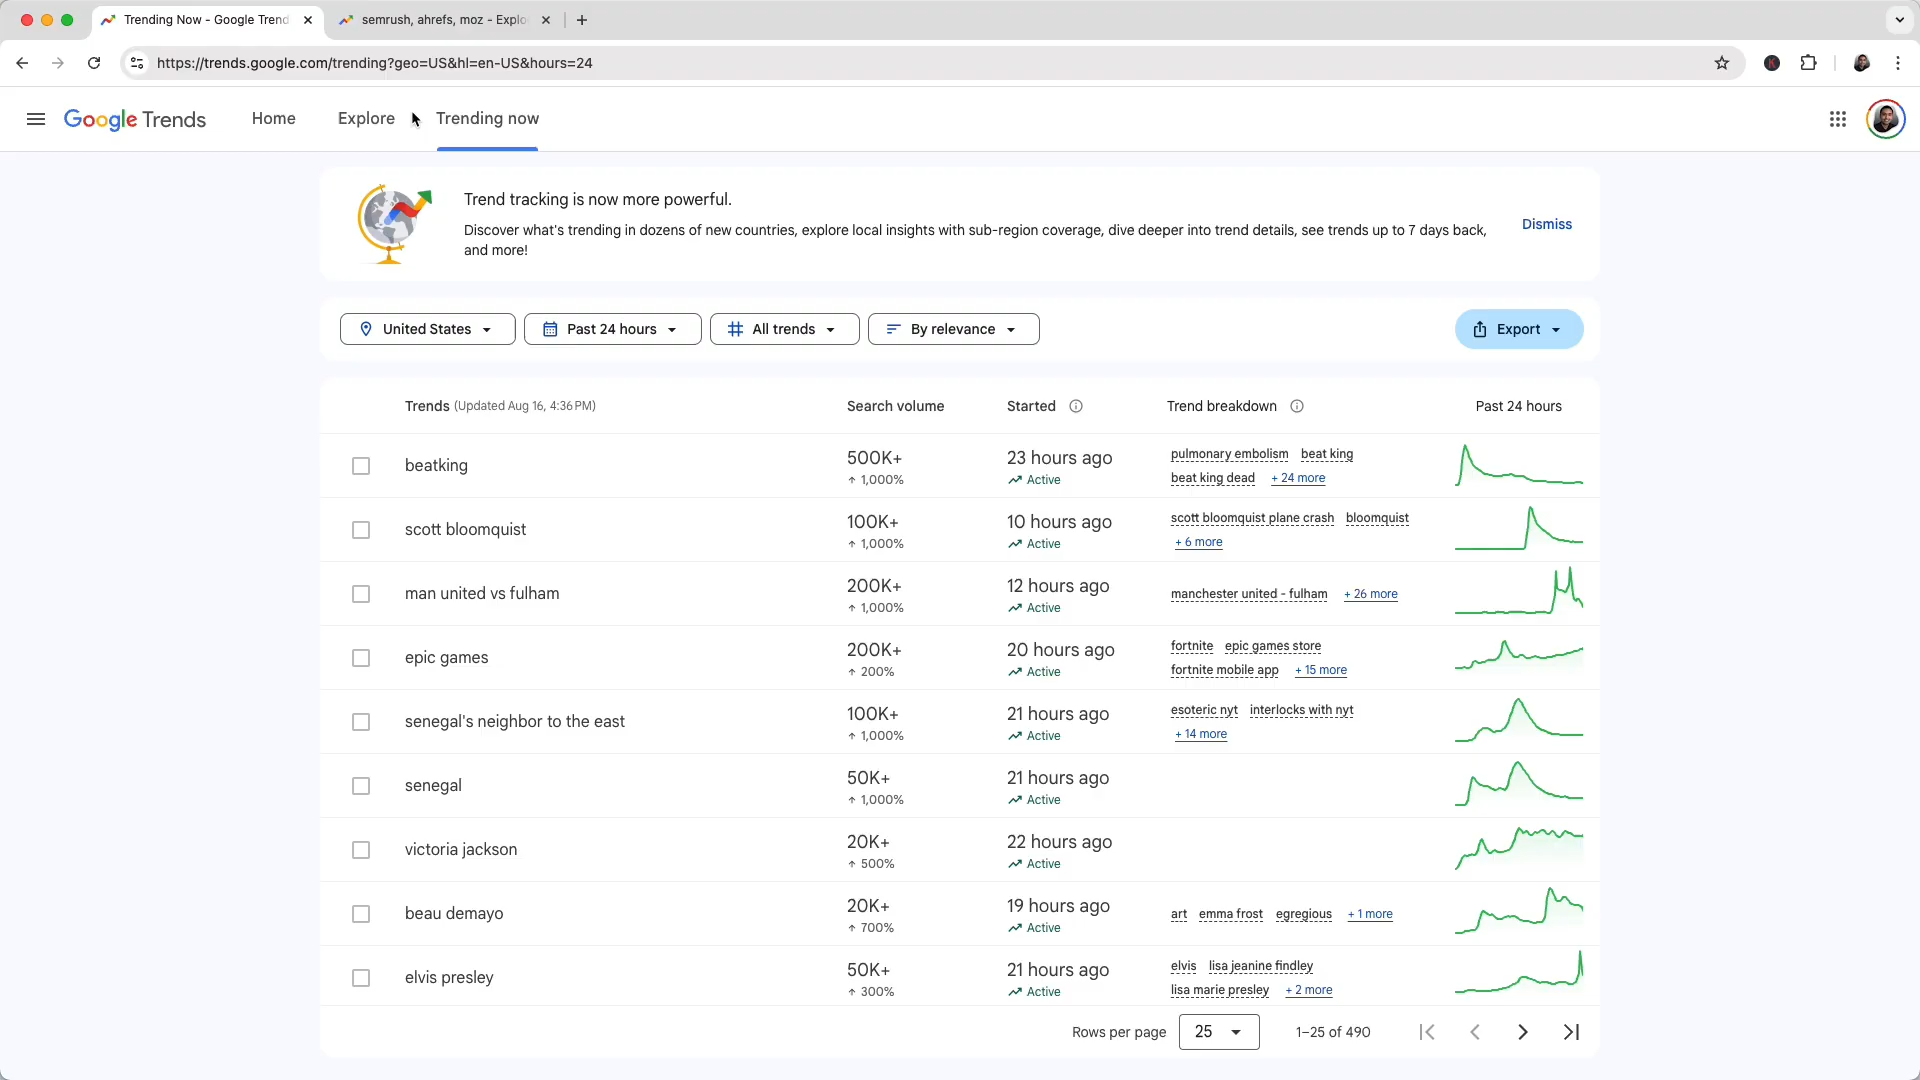 Trending Now - Google Trend
semrush, ahrefs, moz - Explo
https://trends.google.com/trending?geo=US&hl=en-US&hours=24
Google Trends
Home
Explore
Trending now
Trend tracking is now more powerful.
Discover what's trending in dozens of new countries, explore local insights with sub-region coverage, dive deeper into trend details, see trends up to 7 days back,
and more!
Dismiss
United States
Past 24 hours
All trends
By relevance
Export
Trends (Updated Aug 16, 4:36 PM)
Search volume
Started
Trend breakdown
Past 24 hours
beatking
500K+
↑ 1,000%
23 hours ago
Active
pulmonary embolism beat king
beat king dead + 24 more
scott bloomquist
100K+
↑ 1,000%
10 hours ago
Active
scott bloomquist plane crash bloomquist
+ 6 more
man united vs fulham
200K+
↑ 1,000%
12 hours ago
Active
manchester united - fulham + 26 more
epic games
200K+
↑ 200%
20 hours ago
Active
fortnite epic games store
fortnite mobile app + 15 more
senegal's neighbor to the east
100K+
↑ 1,000%
21 hours ago
Active
esoteric nyt interlocks with nyt
+ 14 more
senegal
50K+
↑ 1,000%
21 hours ago
Active
victoria jackson
20K+
↑ 500%
22 hours ago
Active
beau demayo
20K+
↑ 700%
19 hours ago
Active
art emma frost egregious + 1 more
elvis presley
50K+
↑ 300%
21 hours ago
Active
elvis lisa jeanine findley
lisa marie presley + 2 more
Rows per page
25
1–25 of 490